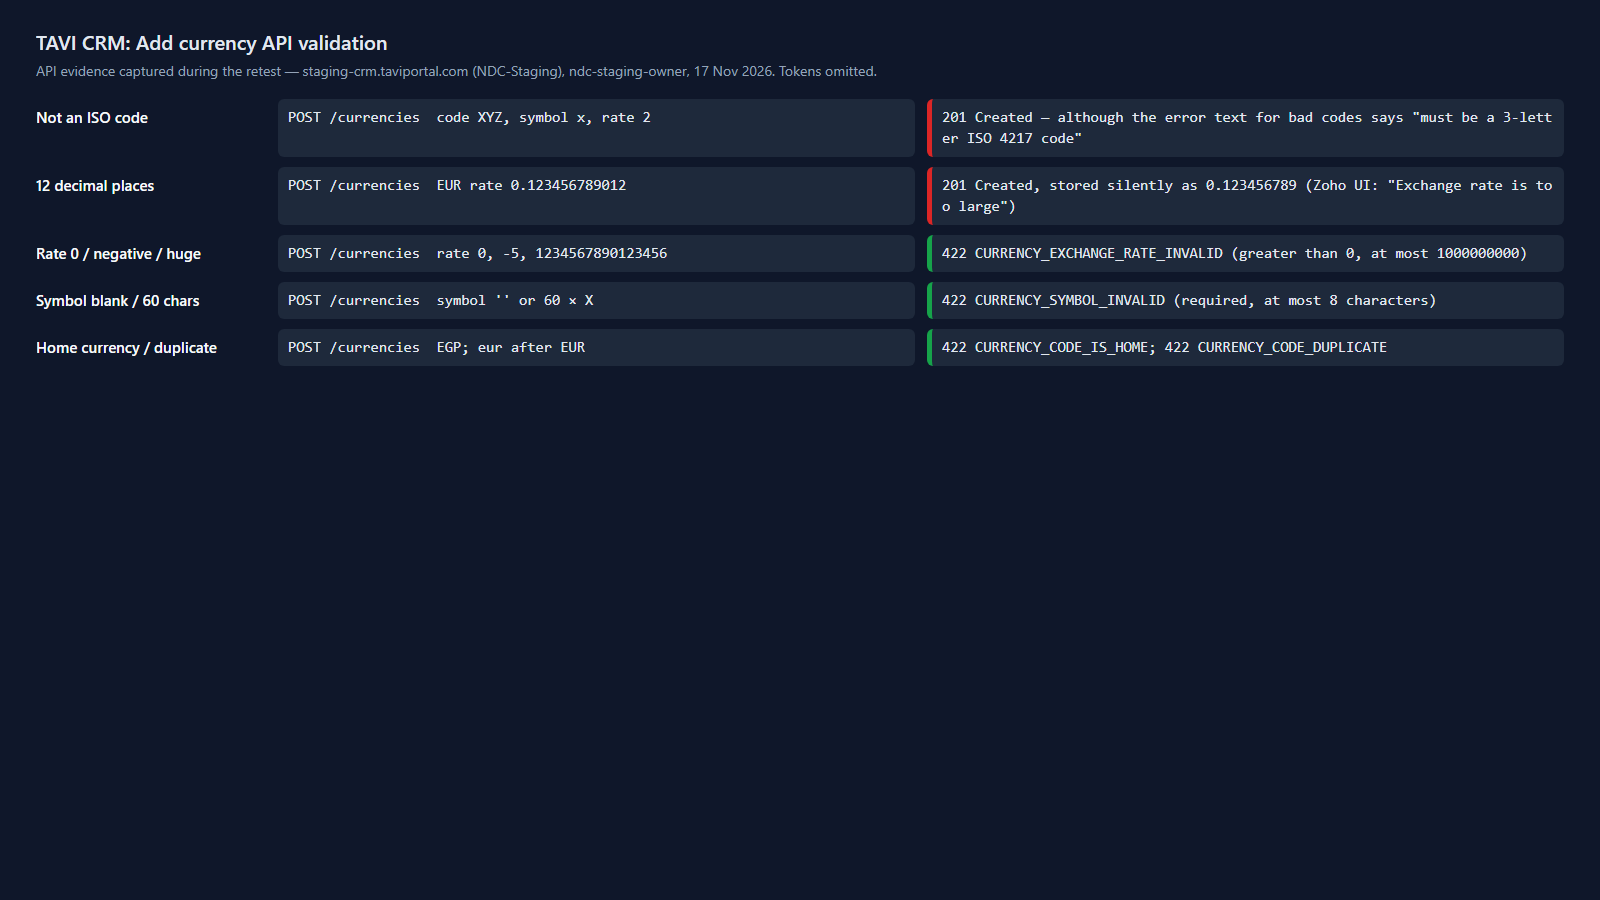 TAVI CRM: Add currency API validation
API evidence captured during the retest — staging-crm.taviportal.com (NDC-Staging), ndc-staging-owner, 17 Nov 2026. Tokens omitted.
Not an ISO code
POST /currencies  code XYZ, symbol x, rate 2
201 Created — although the error text for bad codes says "must be a 3-lett
er ISO 4217 code"
12 decimal places
POST /currencies  EUR rate 0.123456789012
201 Created, stored silently as 0.123456789 (Zoho UI: "Exchange rate is to
o large")
Rate 0 / negative / huge
POST /currencies  rate 0, -5, 1234567890123456
422 CURRENCY_EXCHANGE_RATE_INVALID (greater than 0, at most 1000000000)
Symbol blank / 60 chars
POST /currencies  symbol '' or 60 × X
422 CURRENCY_SYMBOL_INVALID (required, at most 8 characters)
Home currency / duplicate
POST /currencies  EGP; eur after EUR
422 CURRENCY_CODE_IS_HOME; 422 CURRENCY_CODE_DUPLICATE